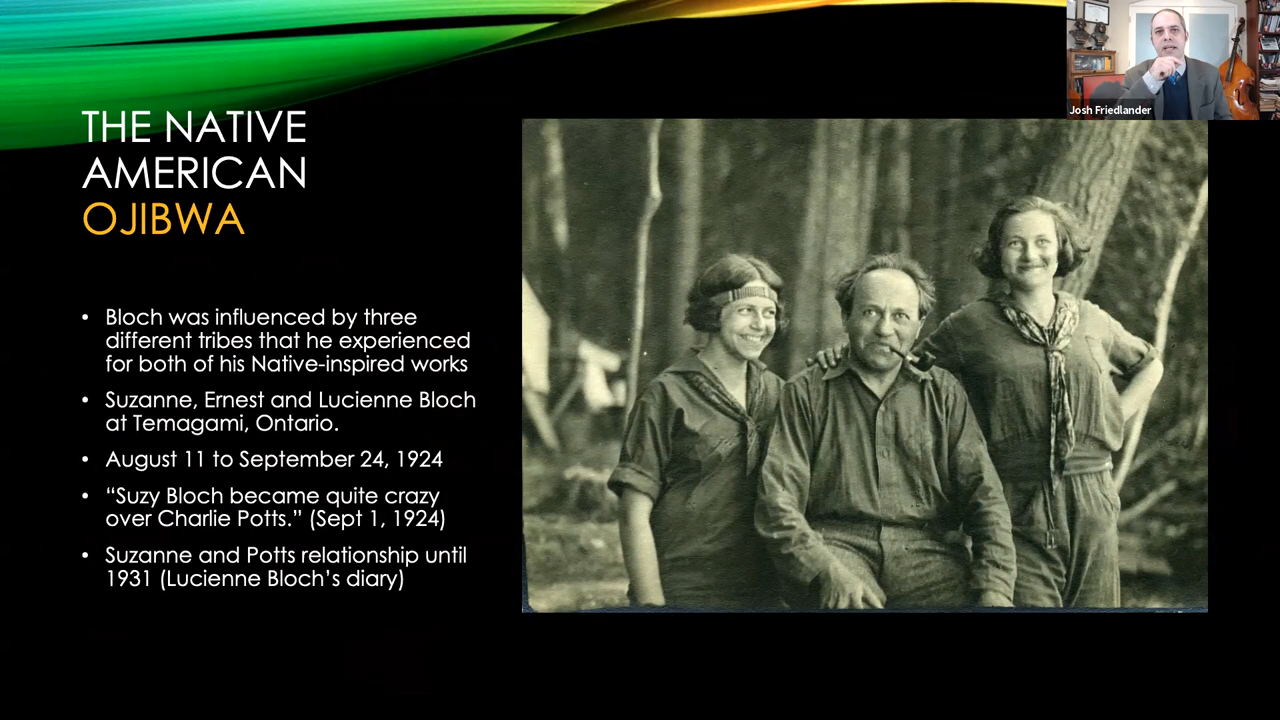 Josh Friedlander
THE NATIVE
AMERICAN
OJIBWA
• Bloch was influenced by three
different tribes that he experienced
for both of his Native-inspired works
• Suzanne, Ernest and Lucienne Bloch
at Temagami, Ontario.
• August 11 to September 24, 1924
• “Suzy Bloch became quite crazy
over Charlie Potts.” (Sept 1, 1924)
• Suzanne and Potts relationship until
1931 (Lucienne Bloch’s diary)